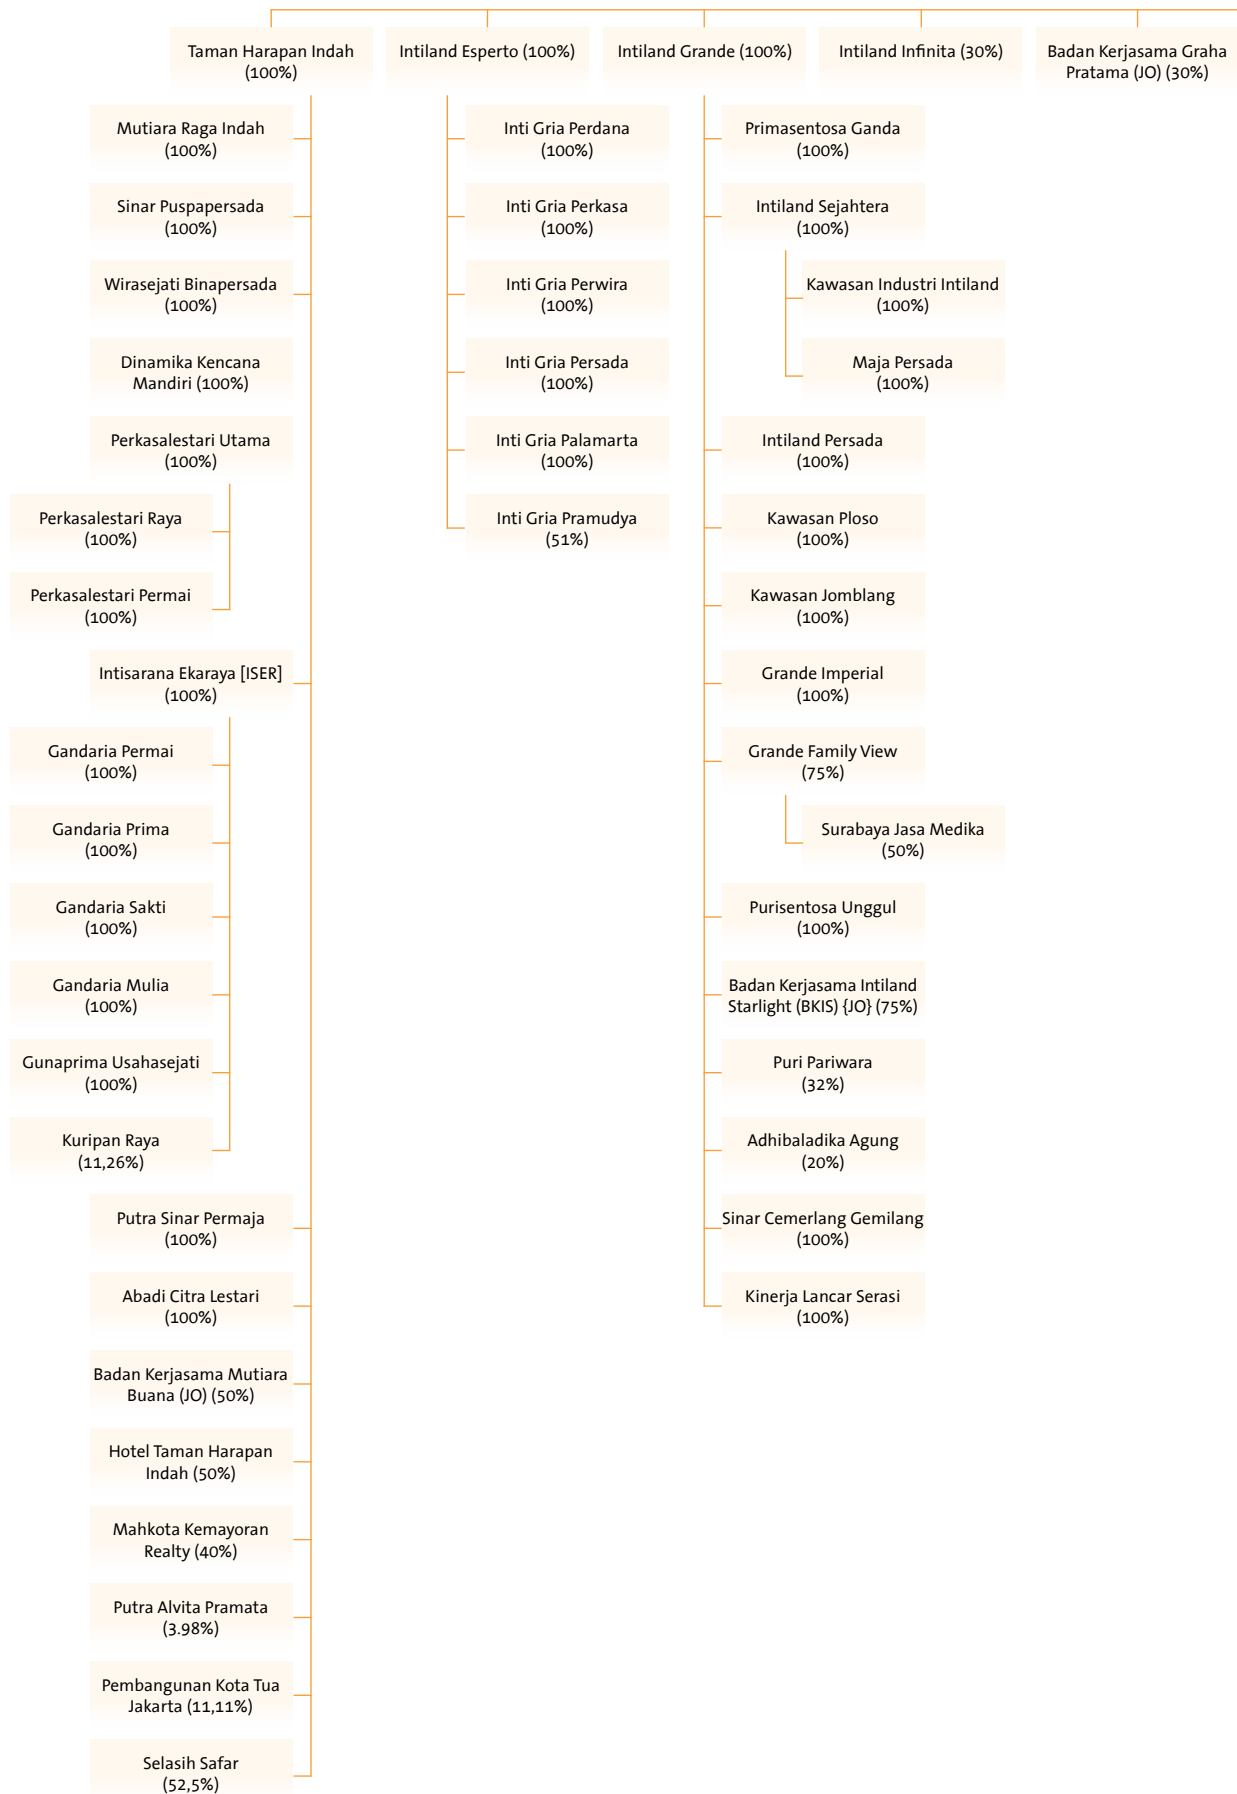 Taman Harapan Indah
(100%)
Intiland Esperto (100%)
Intiland Grande (100%)
Intiland Infinita (30%)
Badan Kerjasama Graha
Pratama (JO) (30%)
Mutiara Raga Indah
(100%)
Sinar Puspapersada
(100%)
Wirasejati Binapersada
(100%)
Dinamika Kencana
Mandiri (100%)
Perkasalestari Utama
(100%)
Perkasalestari Raya
(100%)
Perkasalestari Permai
(100%)
Intisarana Ekaraya [ISER]
(100%)
Gandaria Permai
(100%)
Gandaria Prima
(100%)
Gandaria Sakti
(100%)
Gandaria Mulia
(100%)
Gunaprima Usahasejati
(100%)
Kuripan Raya
(11,26%)
Putra Sinar Permaja
(100%)
Abadi Citra Lestari
(100%)
Badan Kerjasama Mutiara
Buana (JO) (50%)
Hotel Taman Harapan
Indah (50%)
Mahkota Kemayoran
Realty (40%)
Putra Alvita Pramata
(3.98%)
Pembangunan Kota Tua
Jakarta (11,11%)
Selasih Safar
(52,5%)
Inti Gria Perdana
(100%)
Inti Gria Perkasa
(100%)
Inti Gria Perwira
(100%)
Inti Gria Persada
(100%)
Inti Gria Palamarta
(100%)
Inti Gria Pramudya
(51%)
Primasentosa Ganda
(100%)
Intiland Sejahtera
(100%)
Kawasan Industri Intiland
(100%)
Maja Persada
(100%)
Intiland Persada
(100%)
Kawasan Ploso
(100%)
Kawasan Jomblang
(100%)
Grande Imperial
(100%)
Grande Family View
(75%)
Surabaya Jasa Medika
(50%)
Purisentosa Unggul
(100%)
Badan Kerjasama Intiland
Starlight (BKIS) {JO} (75%)
Puri Pariwara
(32%)
Adhibaladika Agung
(20%)
Sinar Cemerlang Gemilang
(100%)
Kinerja Lancar Serasi
(100%)